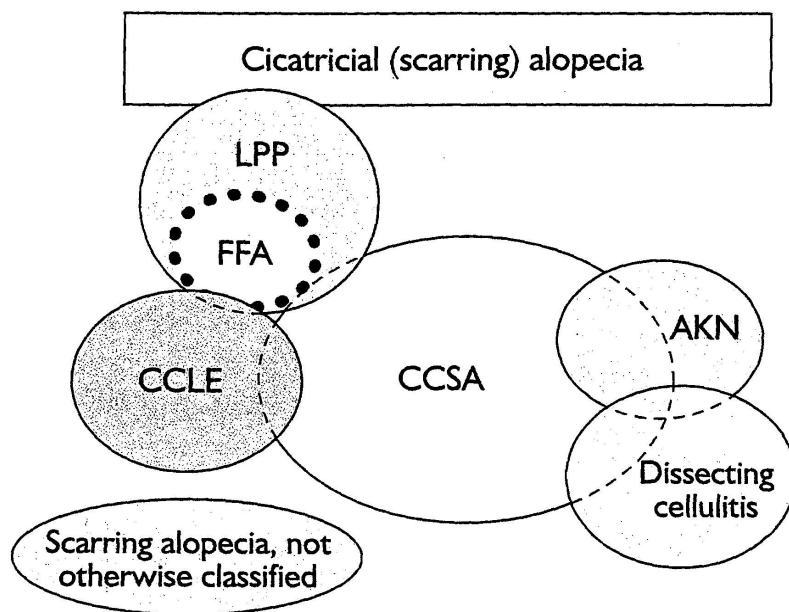 Cicatricial (scarring) alopecia
LPP
FFA
CCLE
CCSA
AKN
Dissecting
cellulitis
Scarring alopecia, not
otherwise classified